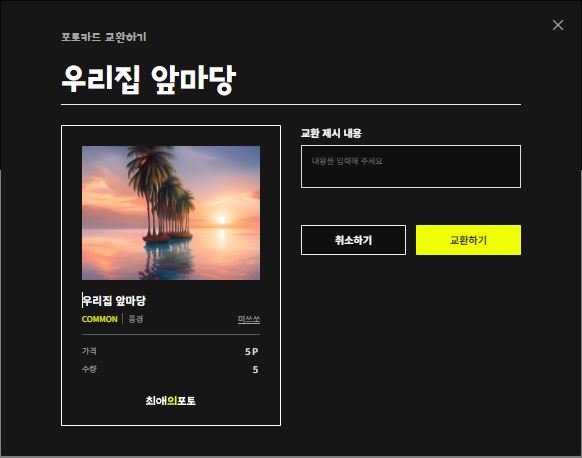 포토카드 교환하기
우리집 앞마당
교환 제시 내용
내용을 입력해 주세요
취소하기
교환하기
우리집 앞마당
COMMON | 풍경
미쓰쏘
가격
5 P
수량
5
최애의포토